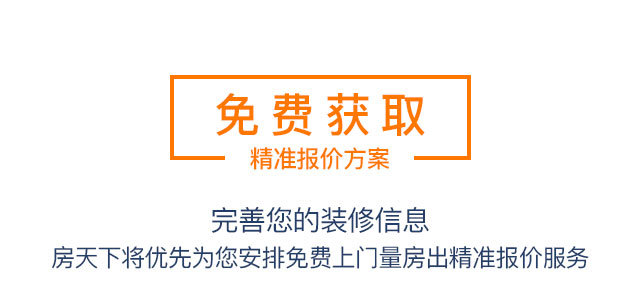 免费获取
精准报价方案
完善您的装修信息
房天下将优先为您安排免费上门量房出精准报价服务